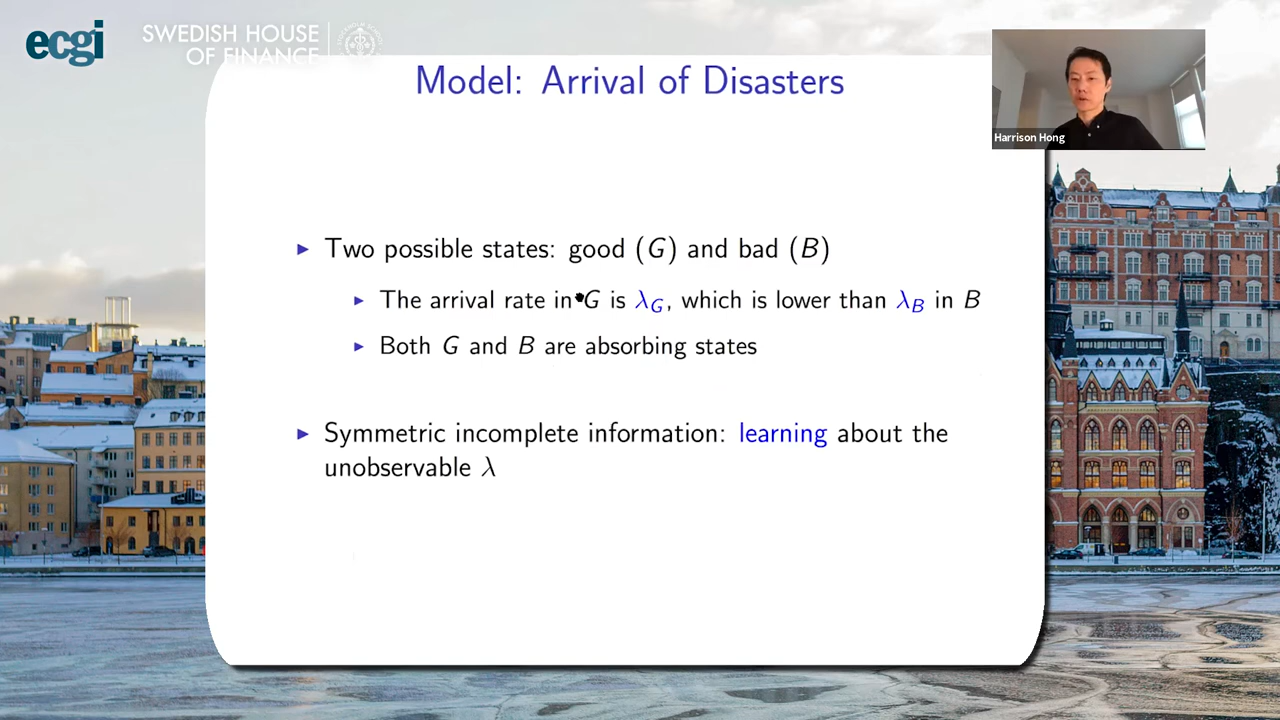 ecgi
SWEDISH HOUSE
OF FINANCE
Model: Arrival of Disasters
Harrison Hong
Two possible states: good (G) and bad (B)
The arrival rate in G is λ_G, which is lower than λ_B in B
Both G and B are absorbing states
Symmetric incomplete information: learning about the
unobservable λ